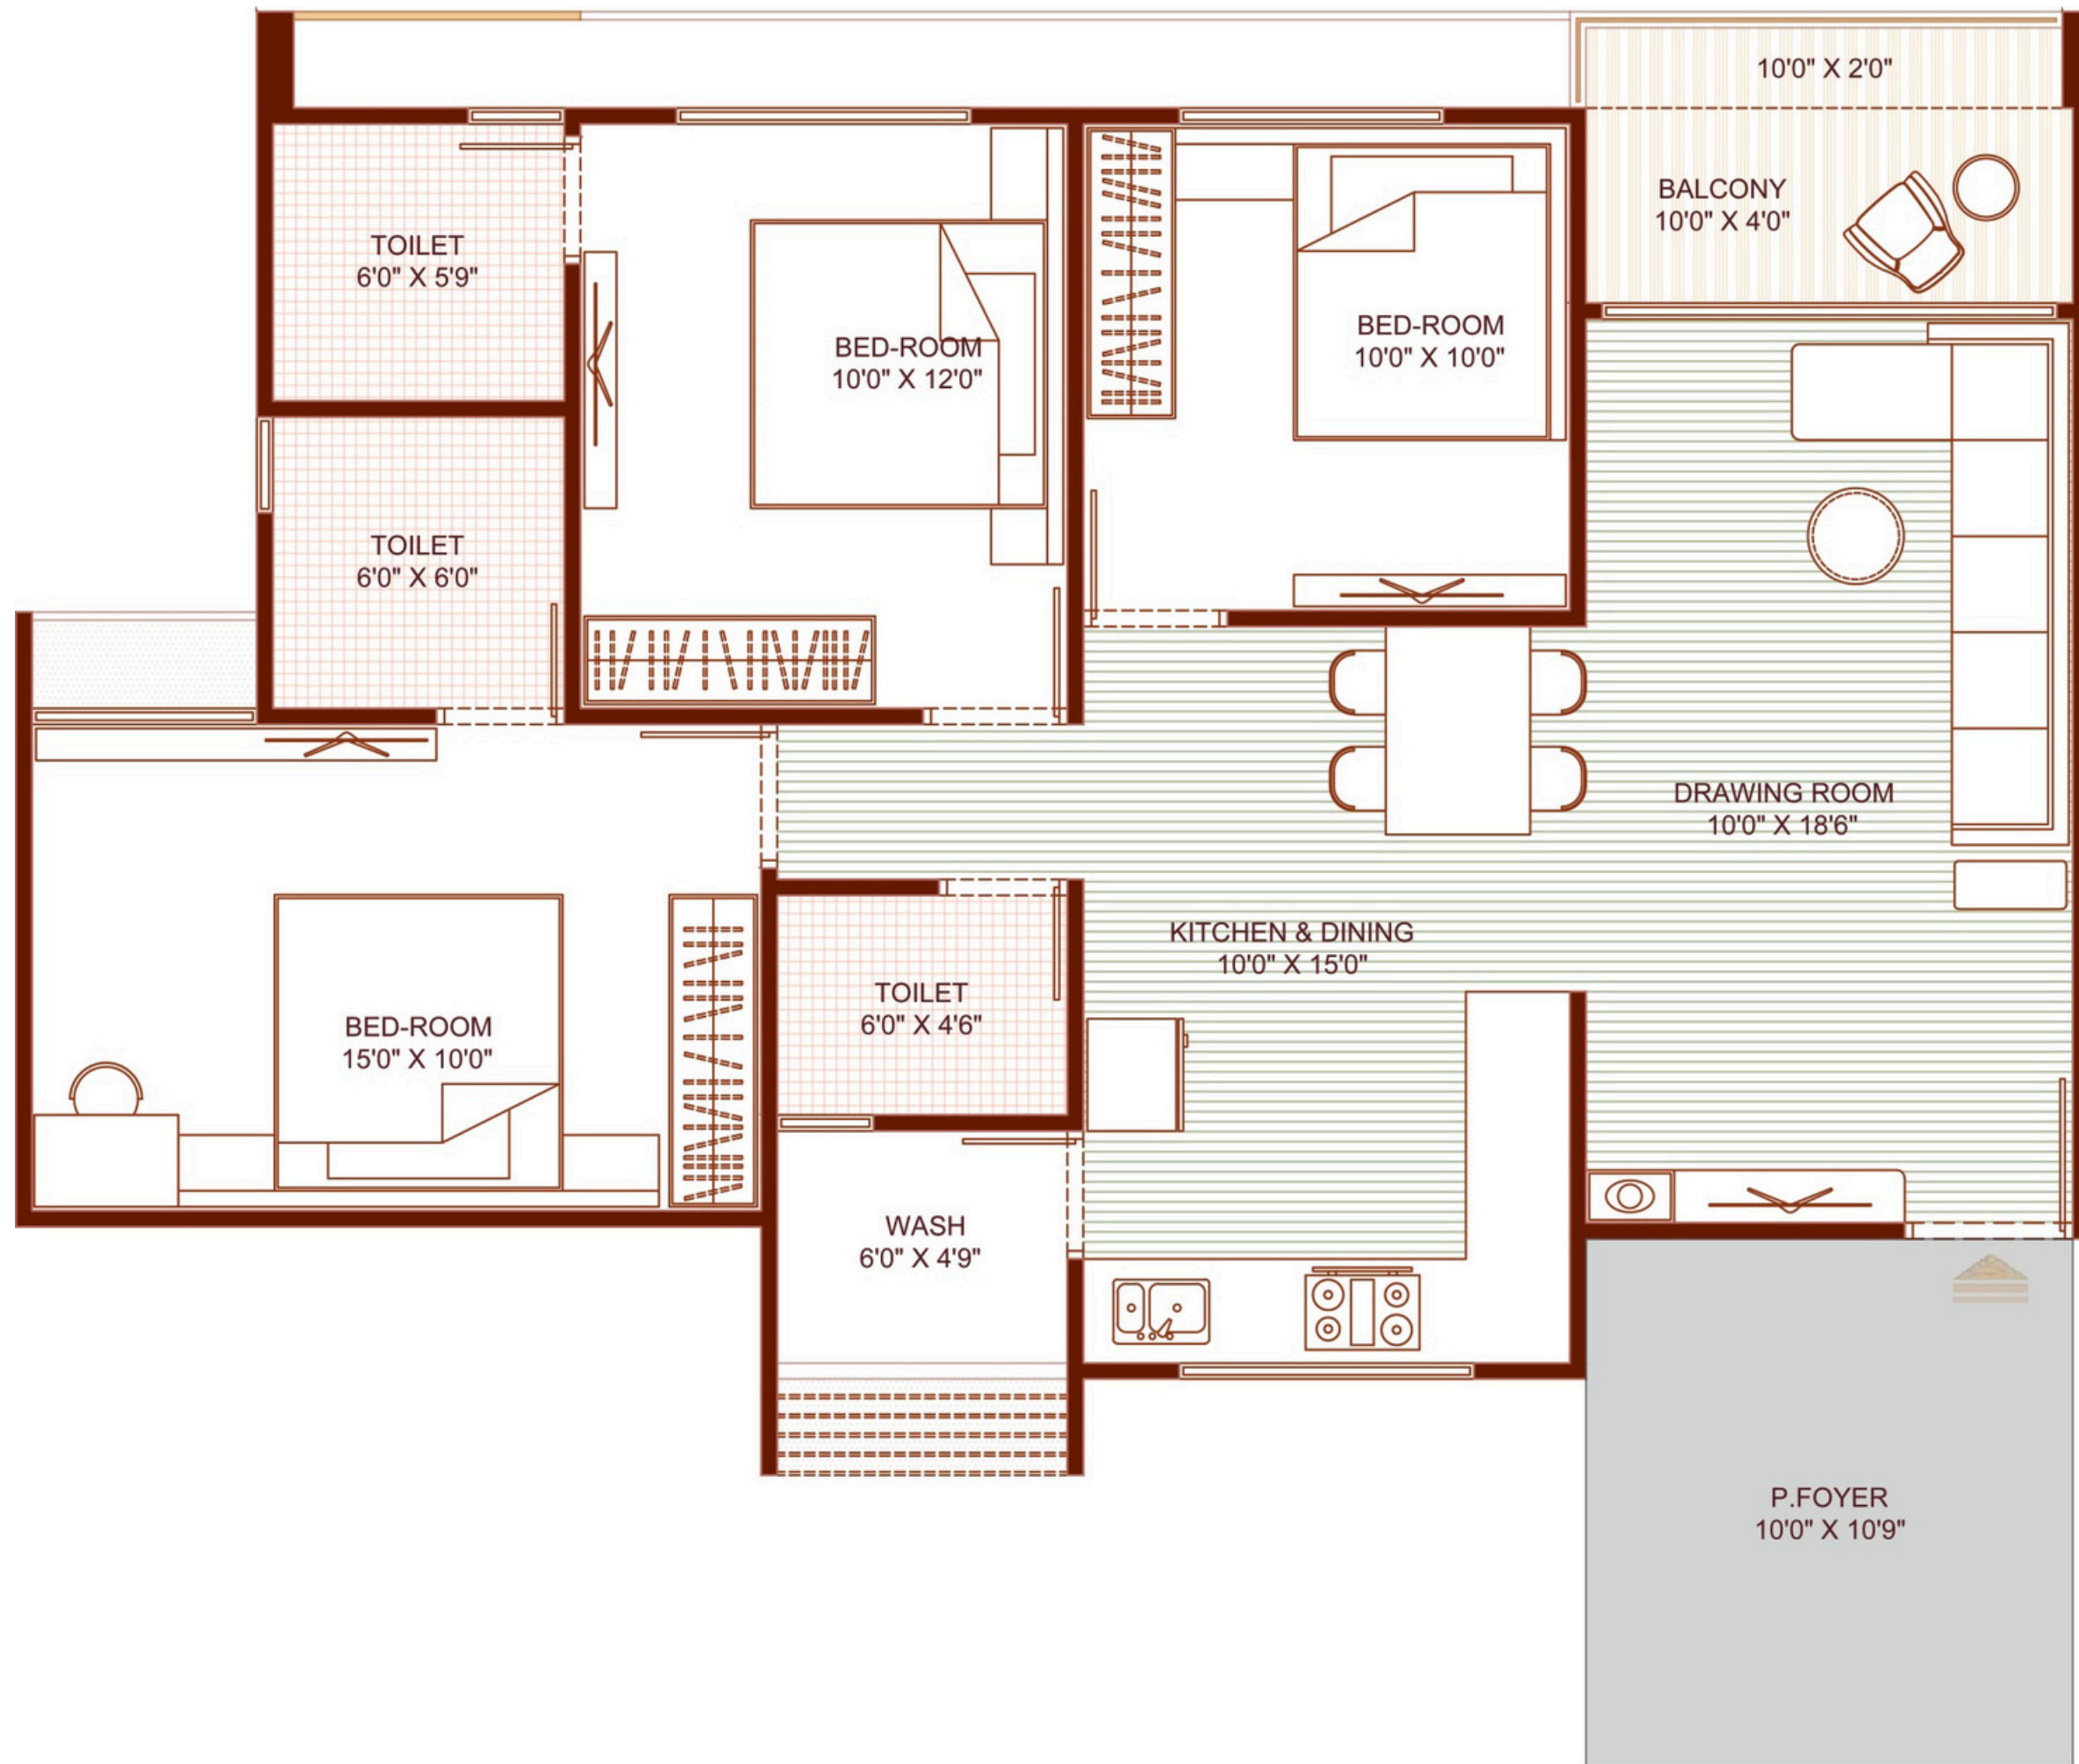 10'0" X 2'0"
BALCONY
10'0" X 4'0"
TOILET
6'0" X 5'9"
BED-ROOM
10'0" X 12'0"
BED-ROOM
10'0" X 10'0"
TOILET
6'0" X 6'0"
DRAWING ROOM
10'0" X 18'6"
KITCHEN & DINING
10'0" X 15'0"
TOILET
6'0" X 4'6"
BED-ROOM
15'0" X 10'0"
WASH
6'0" X 4'9"
P.FOYER
10'0" X 10'9"